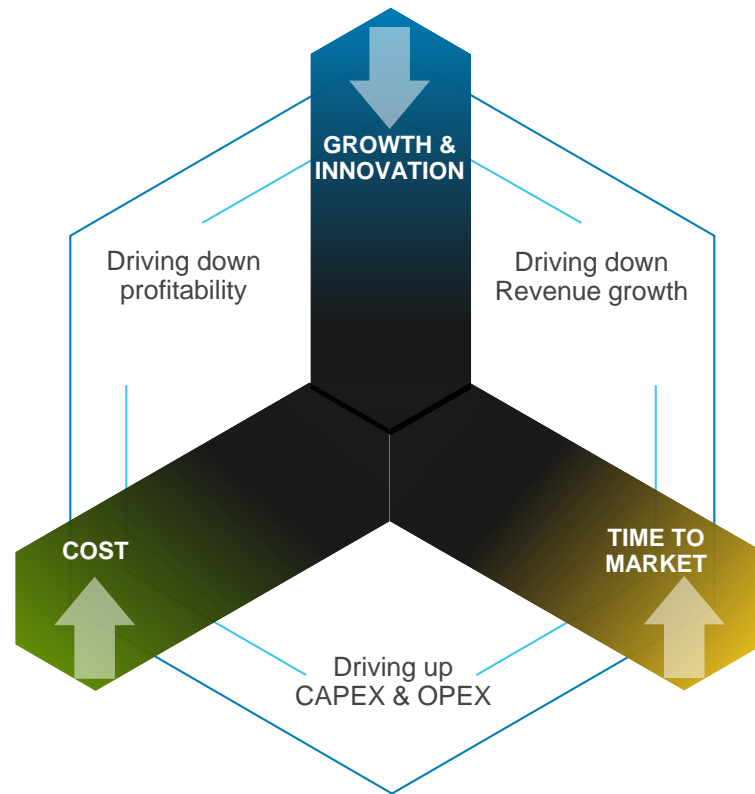 GROWTH &
INNOVATION
Driving down
profitability
Driving down
Revenue growth
COST
TIME TO
MARKET
Driving up
CAPEX & OPEX